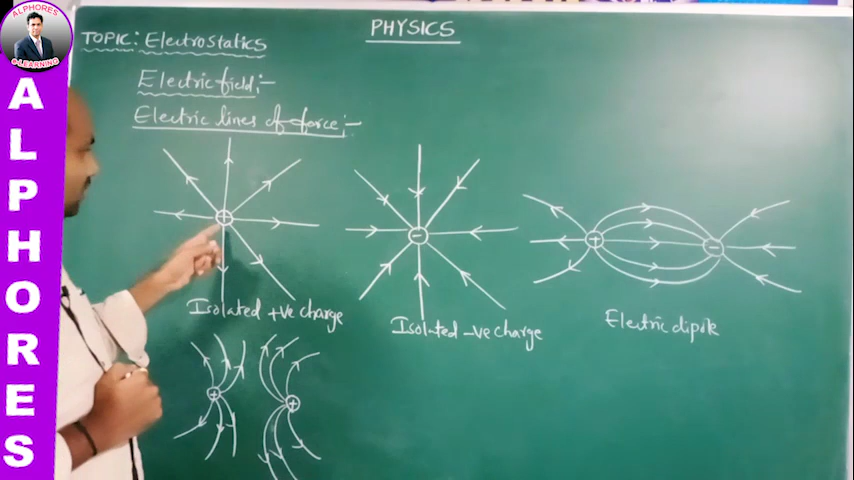 ALPHORES
e-LEARNING
ALPHORES
PHYSICS
TOPIC: Electrostatics
Electric field:-
Electric lines of force:-
+
-
+
-
Isolated +ve charge
Isolated -ve charge
Electric dipole
+
+